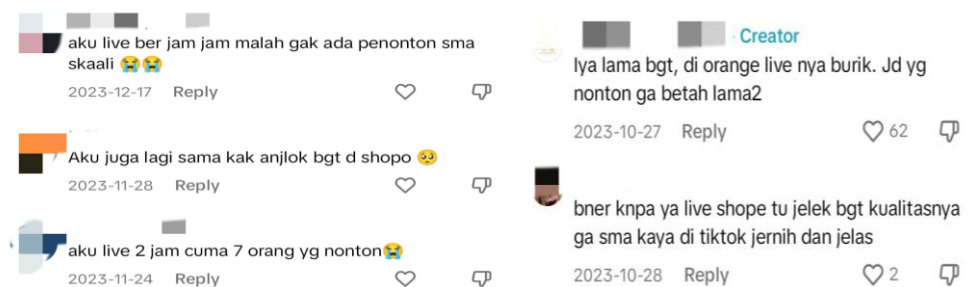 aku live ber jam jam malah gak ada penonton sma
skaali 😭😭
2023-12-17 Reply
Aku juga lagi sama kak anjlok bgt d shopo 🥺
2023-11-28 Reply
aku live 2 jam cuma 7 orang yg nonton😭
2023-11-24 Reply
· Creator
Iya lama bgt, di orange live nya burik. Jd yg
nonton ga betah lama2
2023-10-27 Reply 62
bner knpa ya live shope tu jelek bgt kualitasnya
ga sma kaya di tiktok jernih dan jelas
2023-10-28 Reply 2